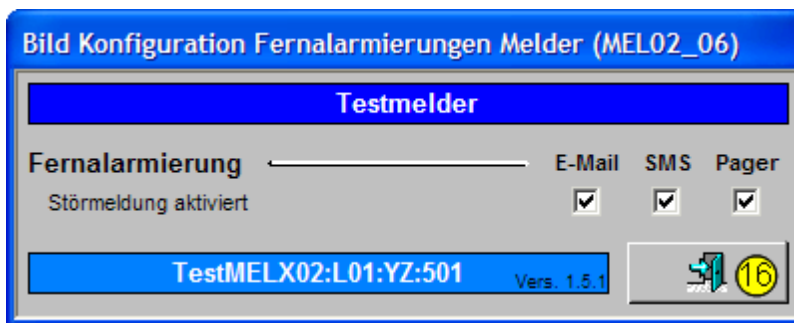 Bild Konfiguration Fernalarmierungen Melder (MEL02_06)
Testmelder
Fernalarmierung E-Mail SMS Pager
Störmeldung aktiviert
TestMELX02:L01:YZ:501 Vers. 1.5.1 16